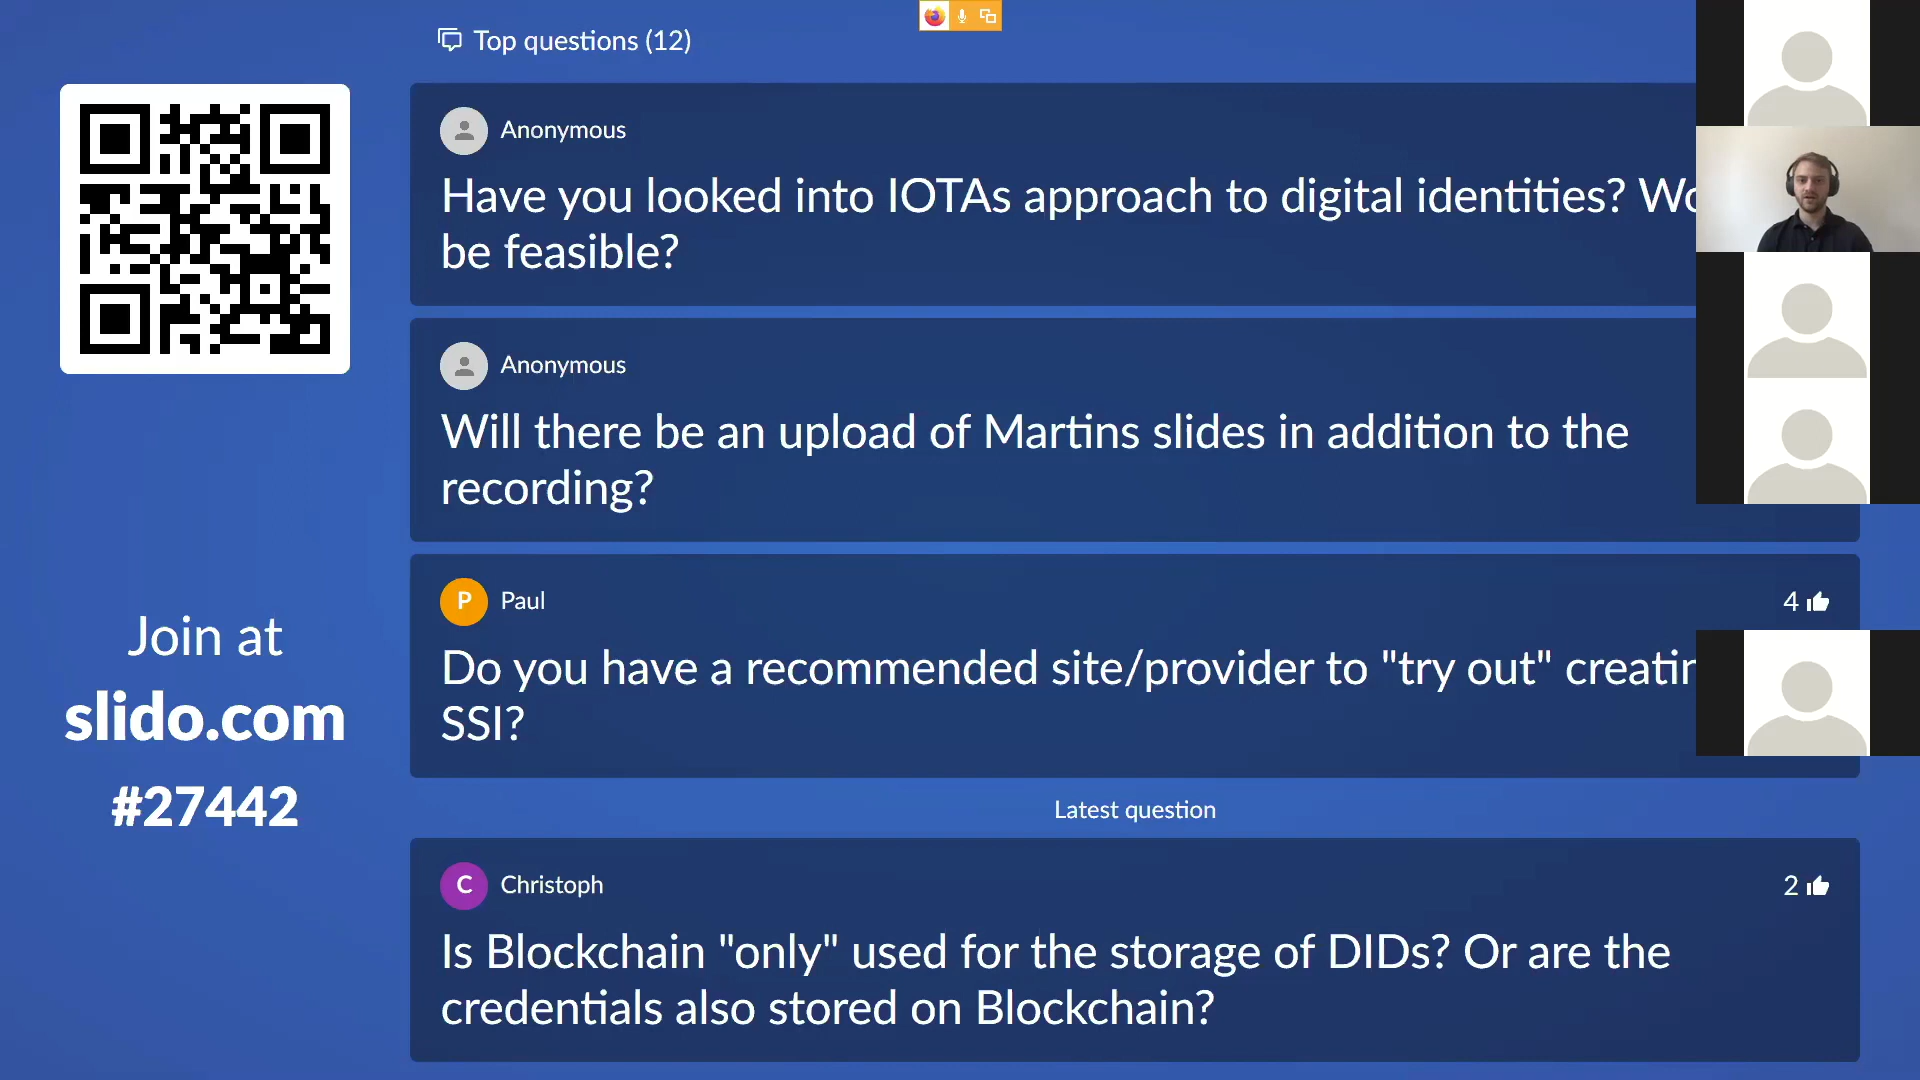 Top questions (12)
Anonymous
Have you looked into IOTAs approach to digital identities?
be feasible?
Anonymous
Will there be an upload of Martins slides in addition to the
recording?
P Paul 4
Do you have a recommended site/provider to "try out"
SSI?
Latest question
C Christoph 2
Is Blockchain "only" used for the storage of DIDs? Or are the
credentials also stored on Blockchain?
Join at
slido.com
#27442